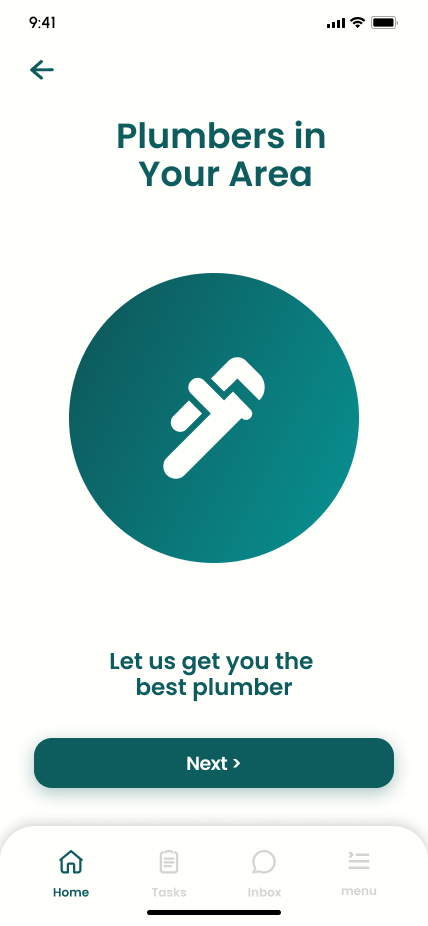 9:41
Plumbers in
Your Area
Let us get you the
best plumber
Next >
Home
Tasks
Inbox
menu